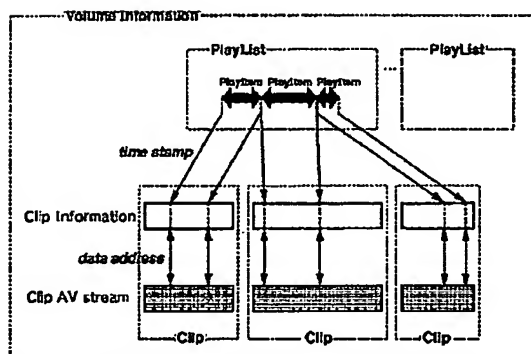 Volume Information
PlayList PlayList
...
PlayItem PlayItem PlayItem
time stamp
Clip Information
data address
Clip AV stream
Clip Clip Clip